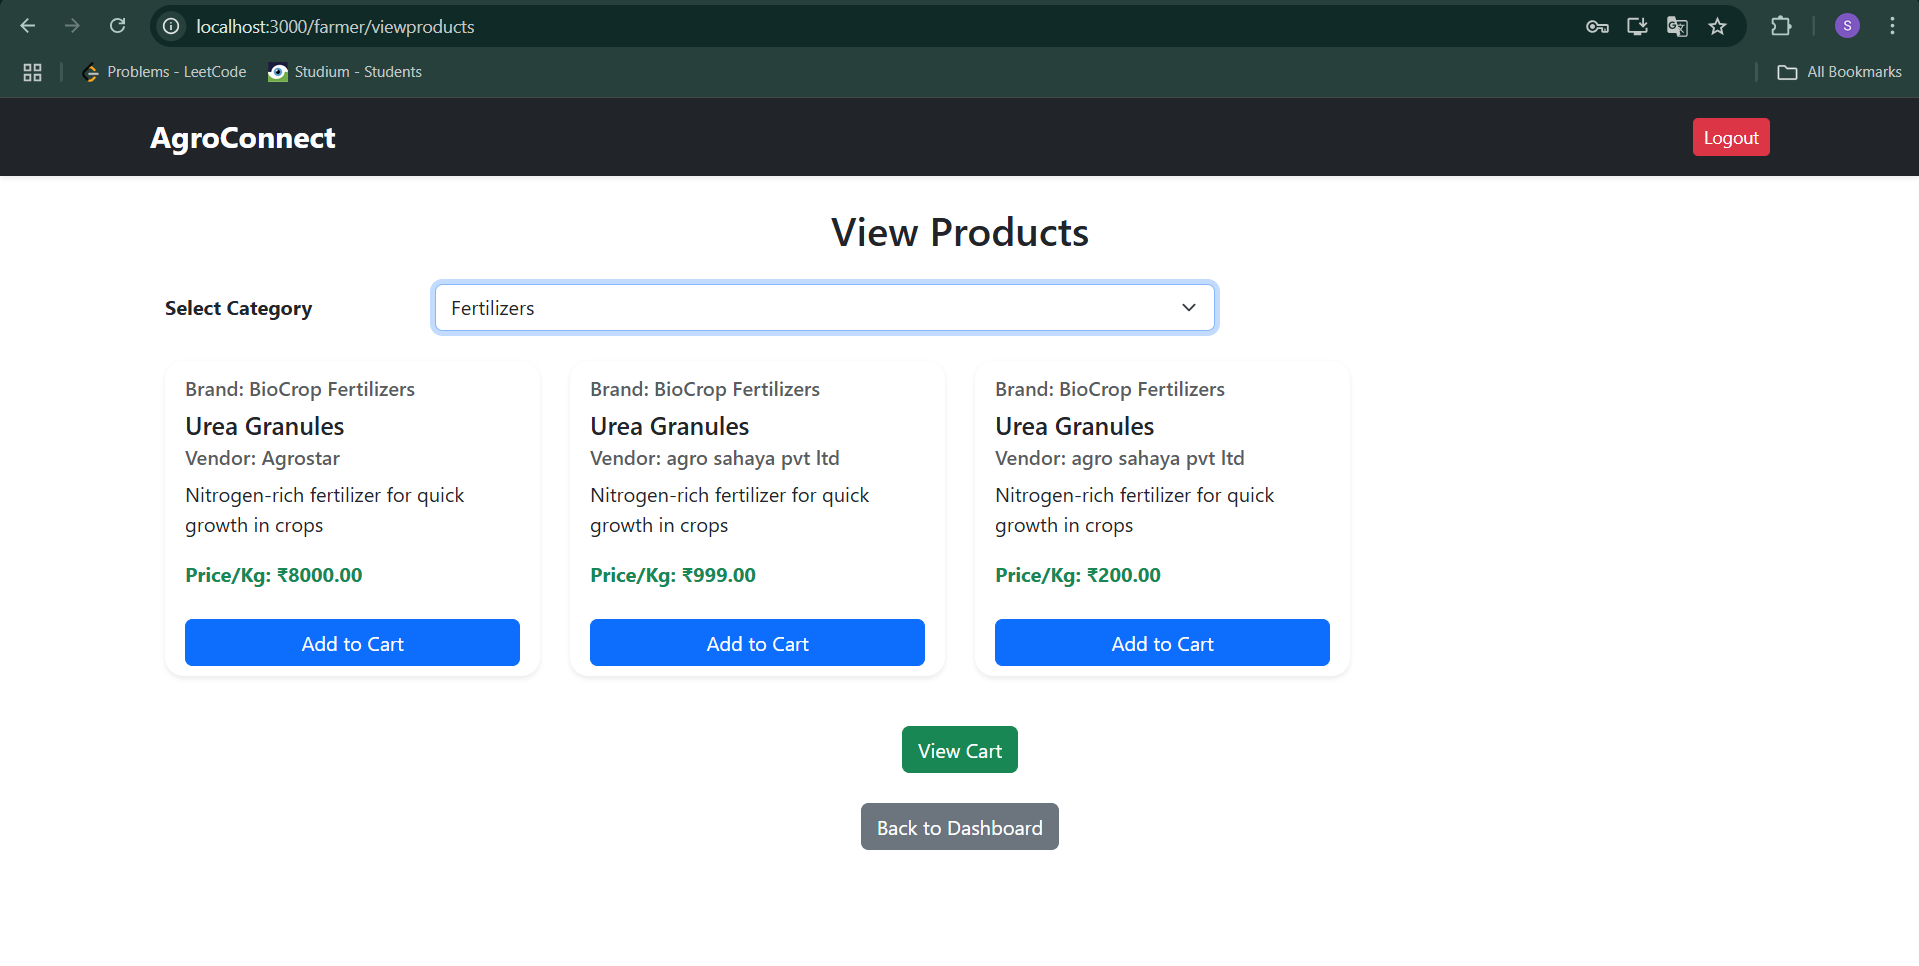 localhost:3000/farmer/viewproducts
S
Problems - LeetCode
Studium - Students
All Bookmarks
AgroConnect
Logout
View Products
Select Category
Fertilizers
Brand: BioCrop Fertilizers
Urea Granules
Vendor: Agrostar
Nitrogen-rich fertilizer for quick
growth in crops
Price/Kg: ₹8000.00
Add to Cart
Brand: BioCrop Fertilizers
Urea Granules
Vendor: agro sahaya pvt ltd
Nitrogen-rich fertilizer for quick
growth in crops
Price/Kg: ₹999.00
Add to Cart
Brand: BioCrop Fertilizers
Urea Granules
Vendor: agro sahaya pvt ltd
Nitrogen-rich fertilizer for quick
growth in crops
Price/Kg: ₹200.00
Add to Cart
View Cart
Back to Dashboard